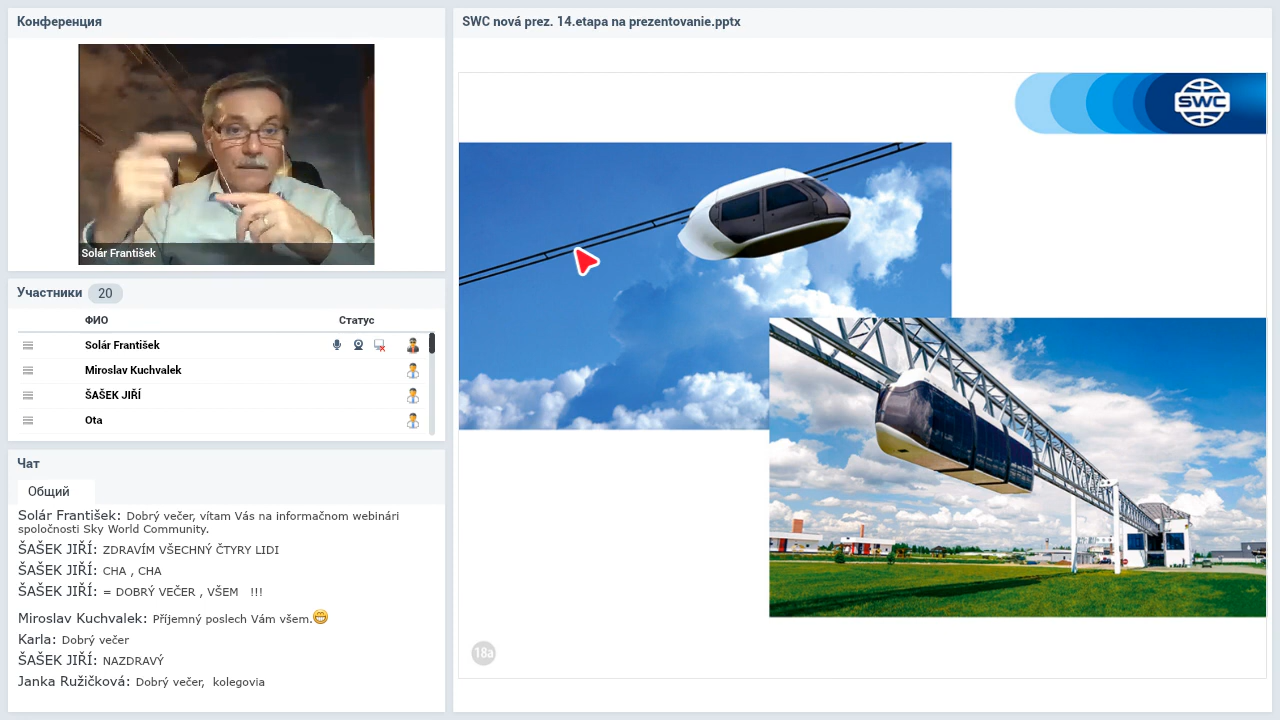 Конференция
Solár František
Участники 20
ФИО Статус
Solár František
Miroslav Kuchvalek
ŠAŠEK JIŘÍ
Ota
Чат
Общий
Solár František: Dobrý večer, vítam Vás na informačnom webinári
spoločnosti Sky World Community.
ŠAŠEK JIŘÍ: ZDRAVÍM VŠECHNÝ ČTYRY LIDI
ŠAŠEK JIŘÍ: CHA , CHA
ŠAŠEK JIŘÍ: = DOBRÝ VEČER , VŠEM !!!
Miroslav Kuchvalek: Příjemný poslech Vám všem.
Karla: Dobrý večer
ŠAŠEK JIŘÍ: NAZDRAVÝ
Janka Ružičková: Dobrý večer, kolegovia
SWC nová prez. 14.etapa na prezentovanie.pptx
SWC
18a